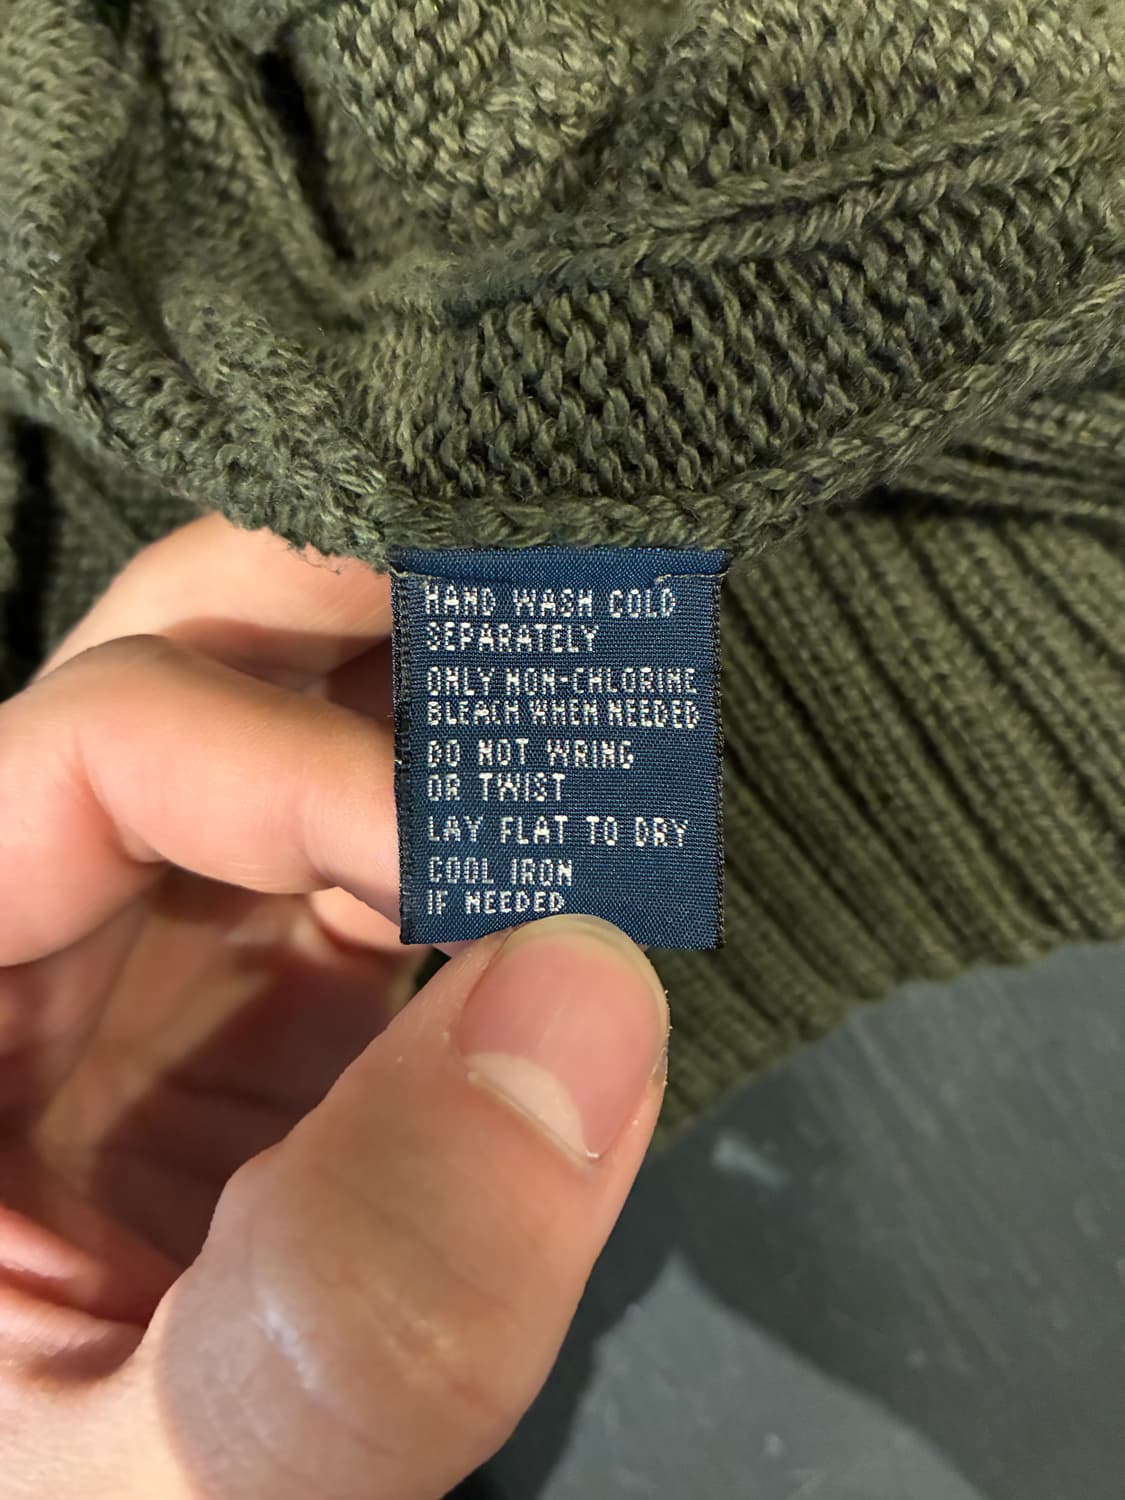 HAND WASH COLD
SEPARATELY
ONLY NON-CHLORINE
BLEACH WHEN NEEDED
DO NOT WRING
OR TWIST
LAY FLAT TO DRY
COOL IRON
IF NEEDED